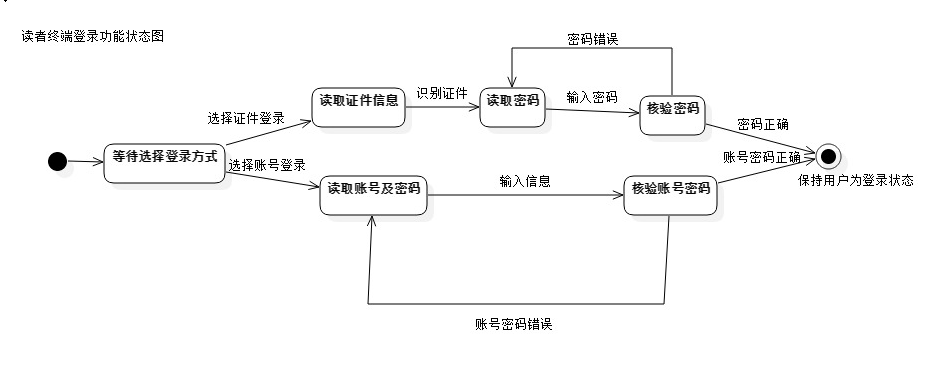 读者终端登录功能状态图
密码错误
读取证件信息
识别证件
读取密码
输入密码
核验密码
选择证件登录
密码正确
等待选择登录方式
选择账号登录
账号密码正确
读取账号及密码
输入信息
核验账号密码
保持用户为登录状态
账号密码错误